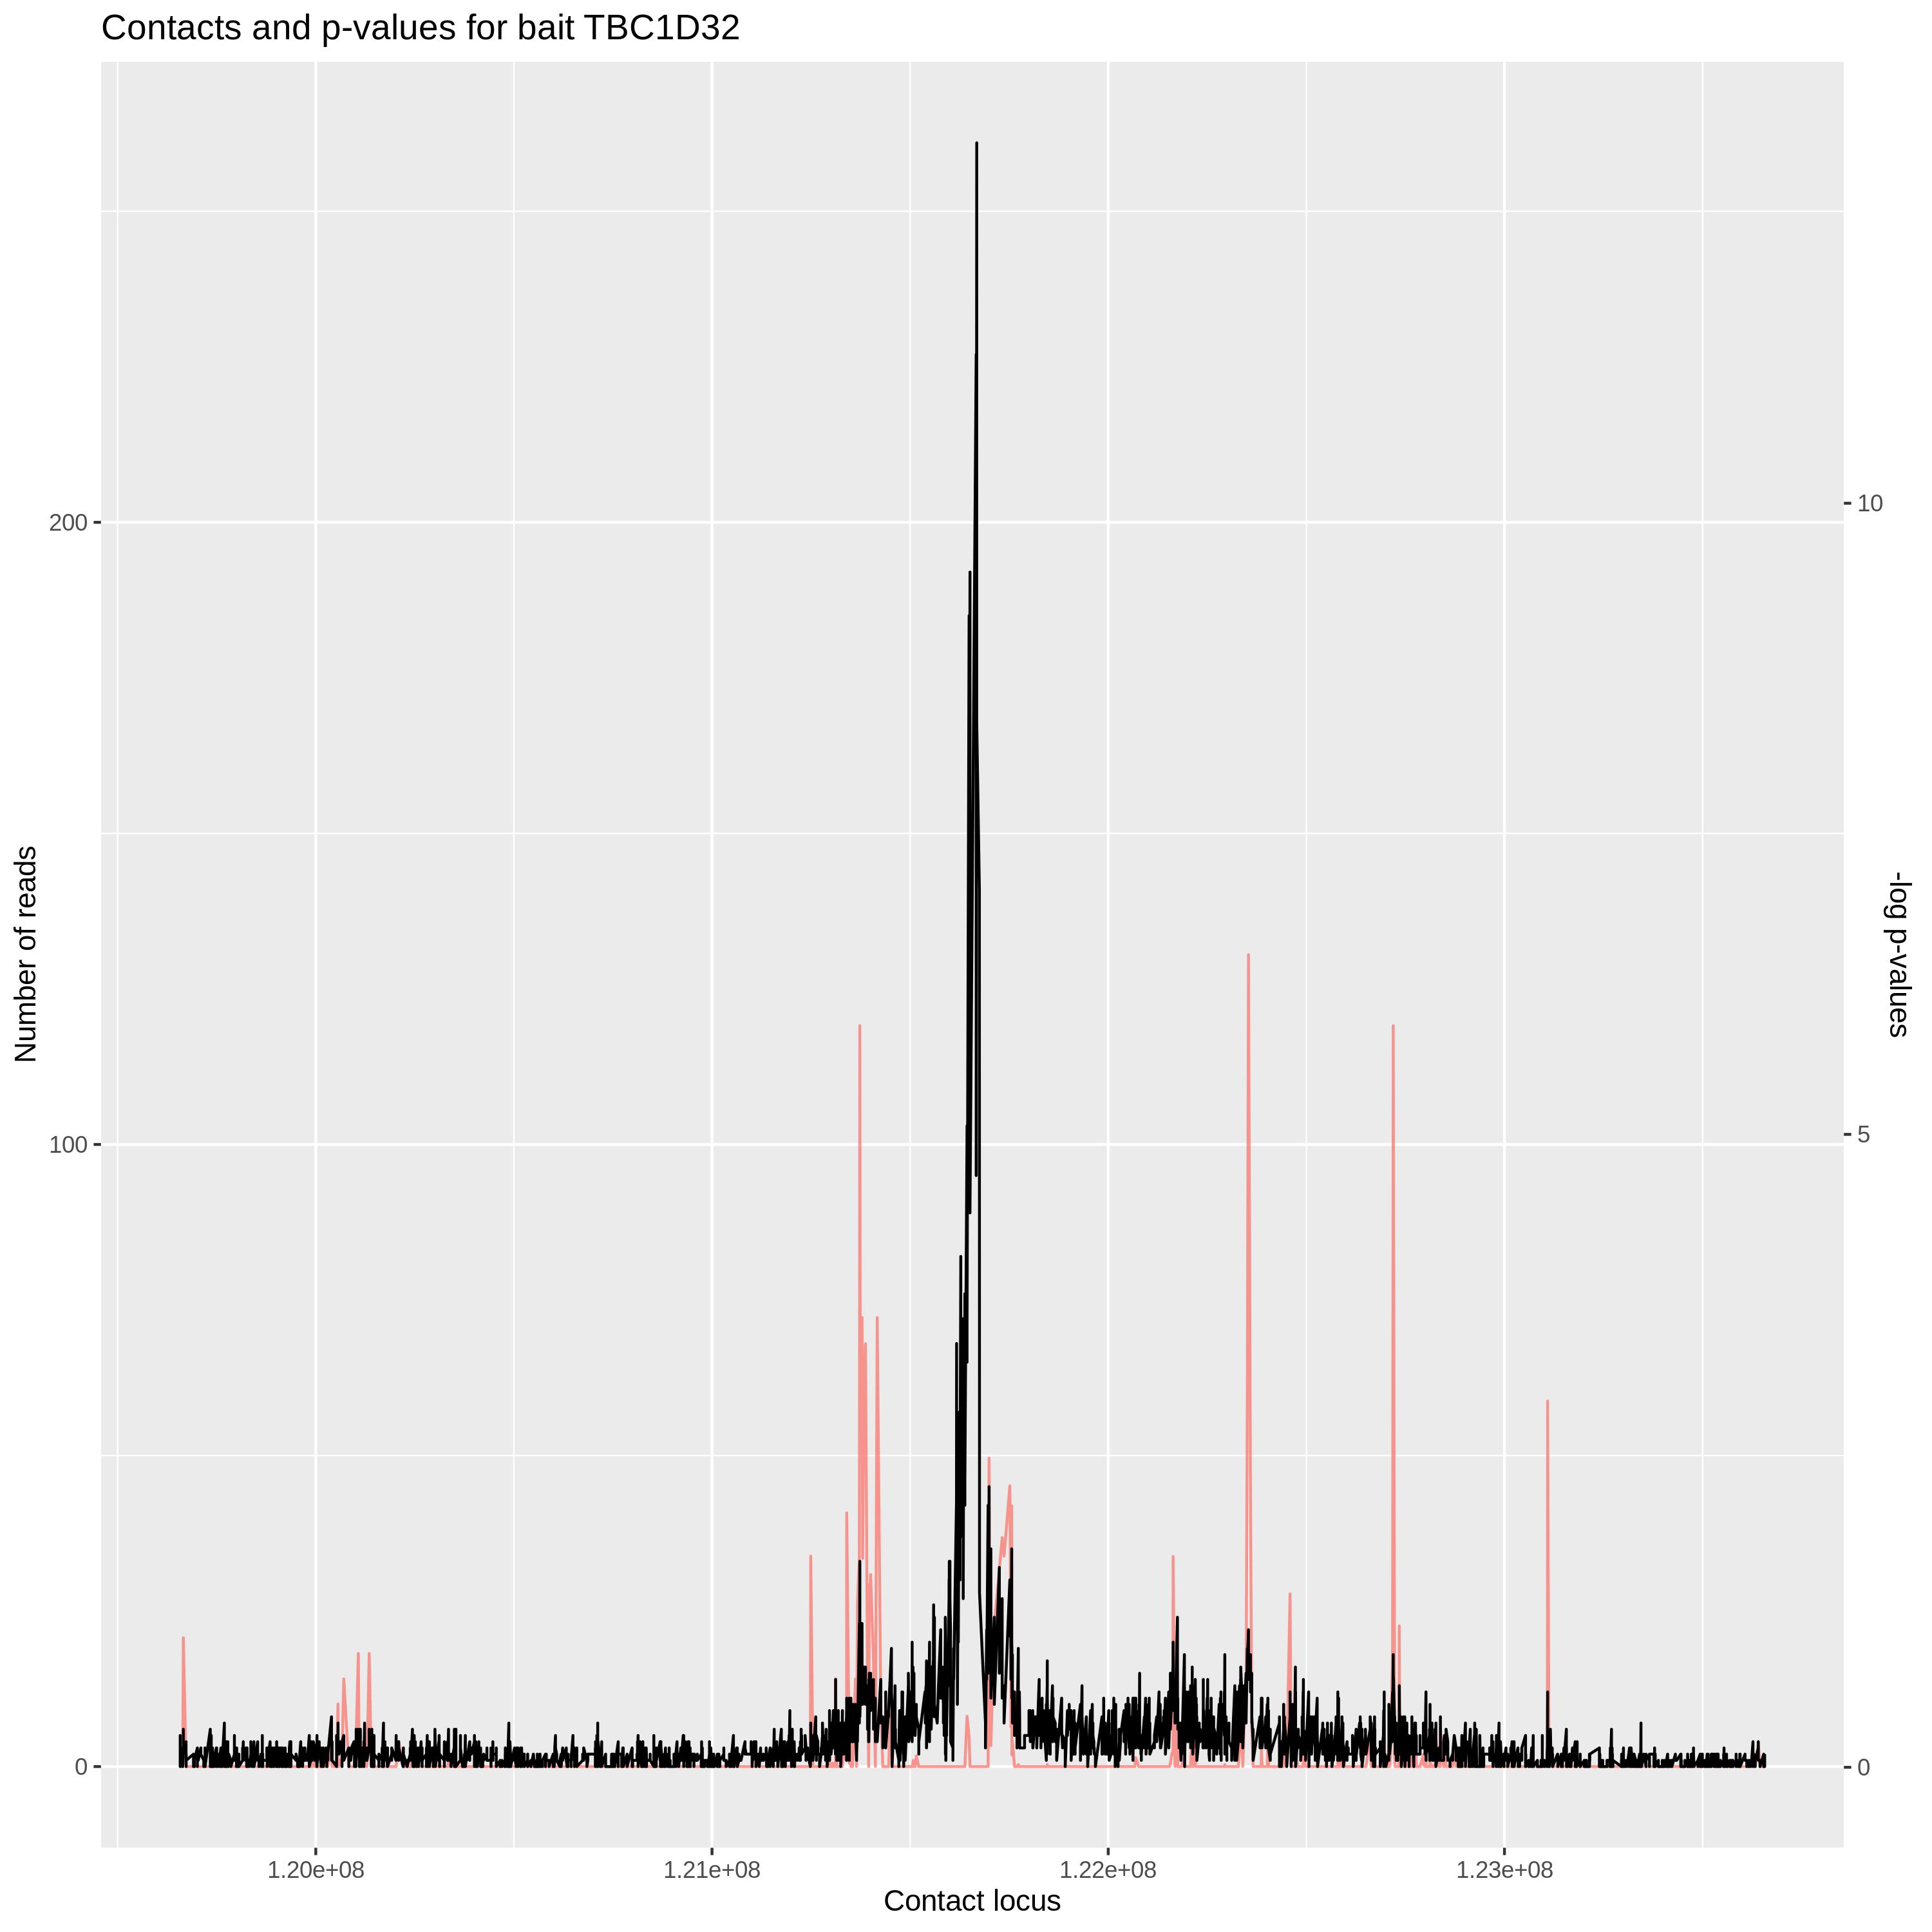 Contacts and p-values for bait TBC1D32
Number of reads
200
100
0
10
5
0
-log p-values
1.20e+08
1.21e+08
1.22e+08
1.23e+08
Contact locus